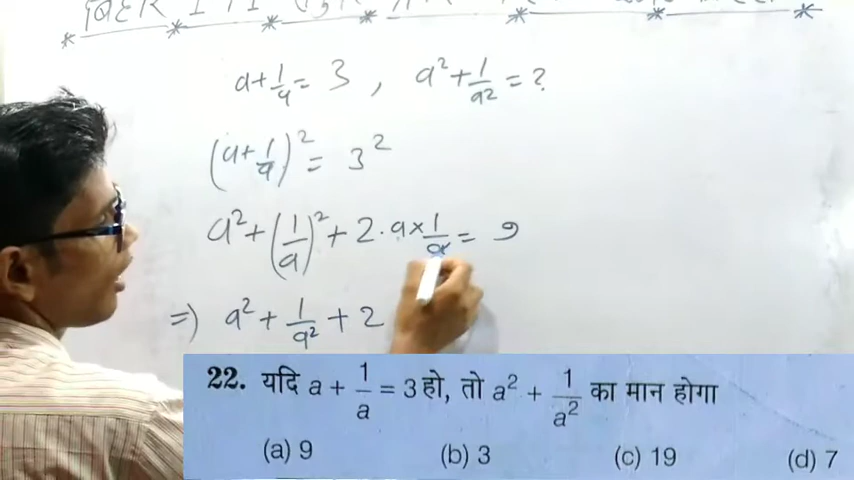 a + 1/a = 3 , a² + 1/a² = ?
(a + 1/a)² = 3²
a² + (1/a)² + 2 · a × 1/a = 9
=) a² + 1/a² + 2
22. यदि a + 1/a = 3 हो, तो a² + 1/a² का मान होगा
(a) 9 (b) 3 (c) 19 (d) 7